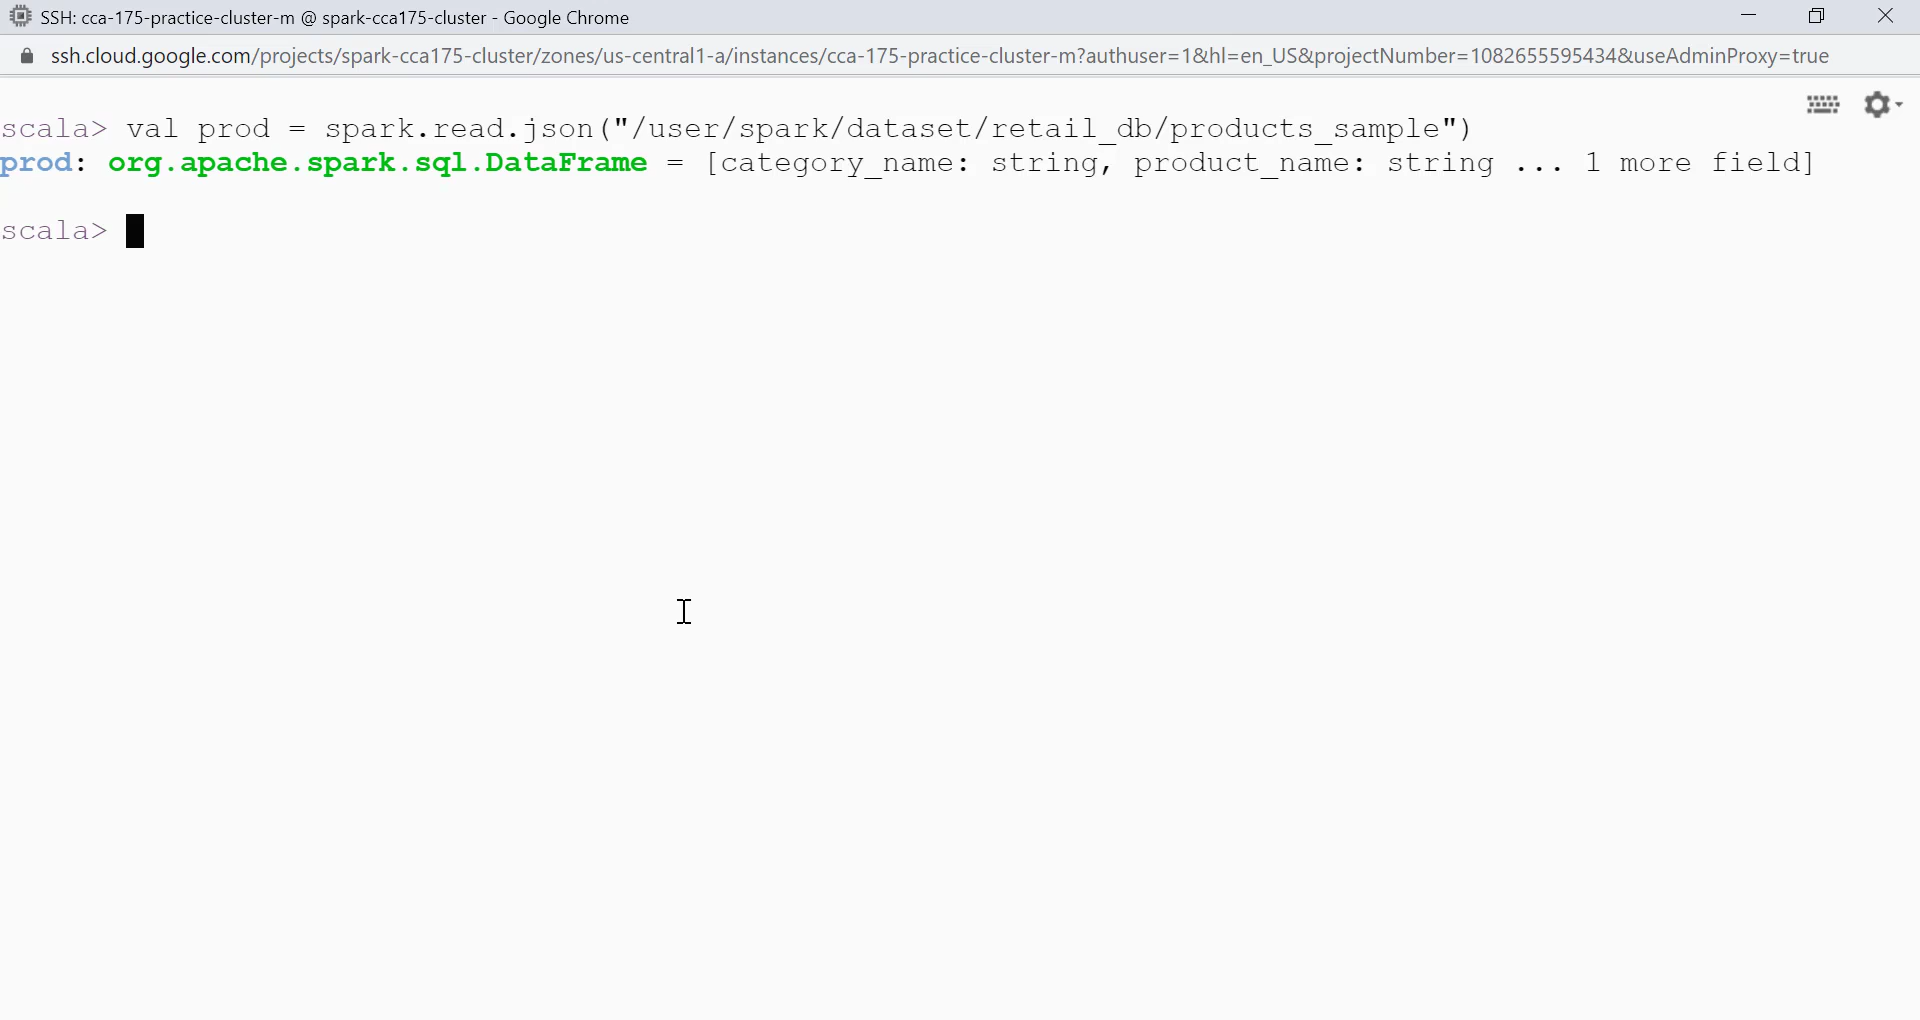 SSH: cca-175-practice-cluster-m @ spark-cca175-cluster - Google Chrome
ssh.cloud.google.com/projects/spark-cca175-cluster/zones/us-central1-a/instances/cca-175-practice-cluster-m?authuser=1&hl=en_US&projectNumber=1082655595434&useAdminProxy=true
scala> val prod = spark.read.json("/user/spark/dataset/retail_db/products_sample")
prod: org.apache.spark.sql.DataFrame = [category_name: string, product_name: string ... 1 more field]
scala>